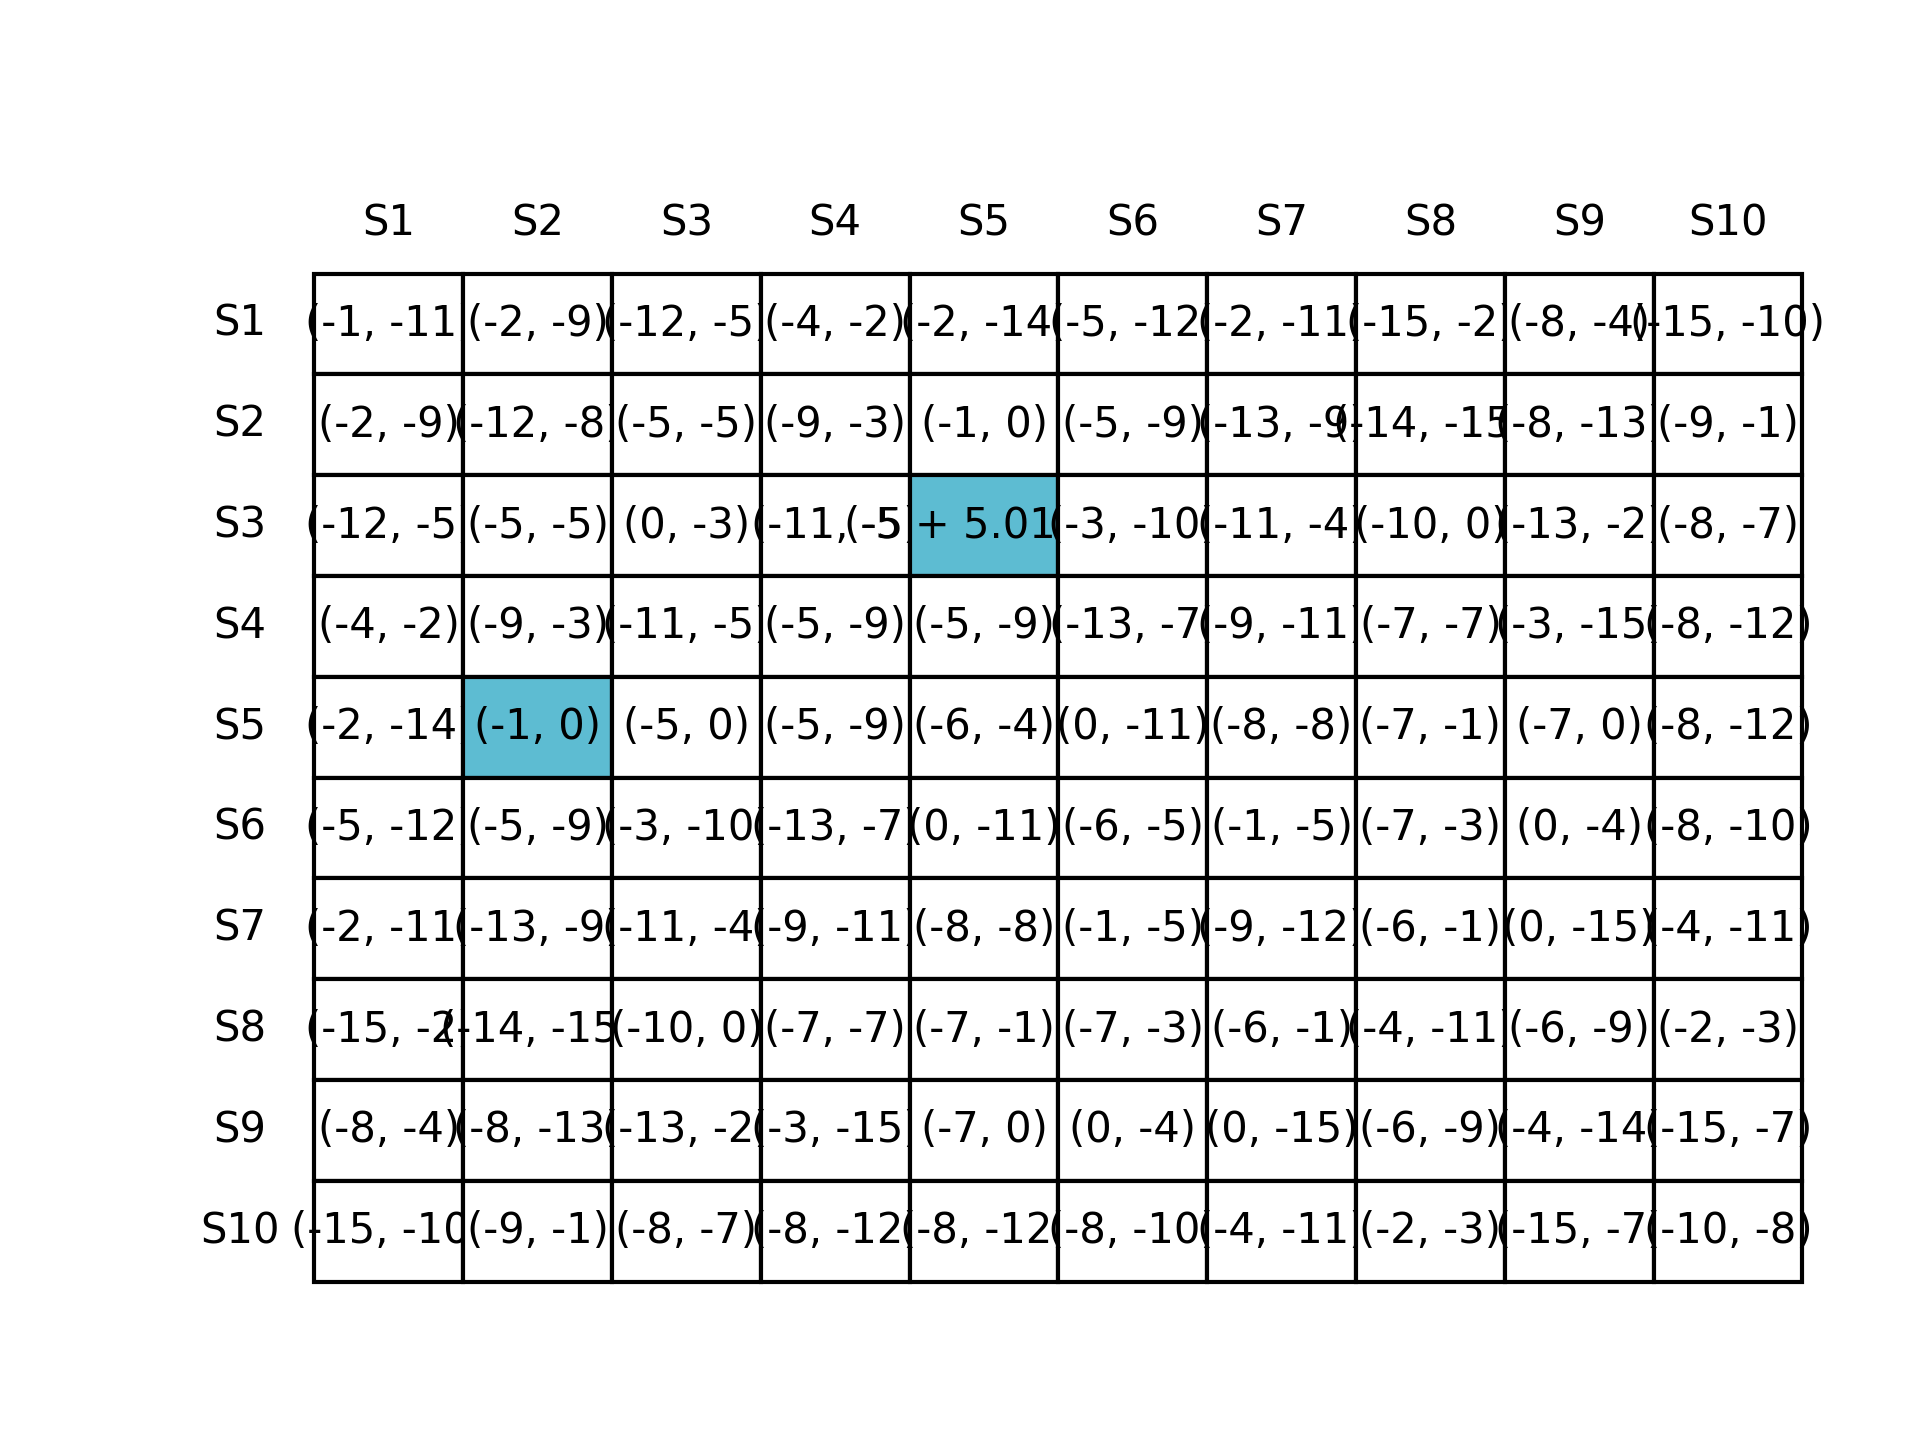 S1 S2 S3 S4 S5 S6 S7 S8 S9 S10
S1 (-1, -11 (-2, -9) (-12, -5) (-4, -2) (-2, -14 (-5, -12 (-2, -11) (-15, -2) (-8, -4) (-15, -10)
S2 (-2, -9) (-12, -8) (-5, -5) (-9, -3) (-1, 0) (-5, -9) (-13, -9) (-14, -15 (-8, -13) (-9, -1)
S3 (-12, -5 (-5, -5) (0, -3) (-11, -5) (-5 + 5.01 (-3, -10 (-11, -4) (-10, 0) (-13, -2) (-8, -7)
S4 (-4, -2) (-9, -3) (-11, -5) (-5, -9) (-5, -9) (-13, -7 (-9, -11) (-7, -7) (-3, -15) (-8, -12)
S5 (-2, -14 (-1, 0) (-5, 0) (-5, -9) (-6, -4) (0, -11) (-8, -8) (-7, -1) (-7, 0) (-8, -12)
S6 (-5, -12 (-5, -9) (-3, -10 (-13, -7) (0, -11) (-6, -5) (-1, -5) (-7, -3) (0, -4) (-8, -10)
S7 (-2, -11 (-13, -9 (-11, -4 (-9, -11) (-8, -8) (-1, -5) (-9, -12) (-6, -1) (0, -15) (-4, -11)
S8 (-15, -2 (-14, -15 (-10, 0) (-7, -7) (-7, -1) (-7, -3) (-6, -1) (-4, -11) (-6, -9) (-2, -3)
S9 (-8, -4) (-8, -13 (-13, -2 (-3, -15) (-7, 0) (0, -4) (0, -15) (-6, -9) (-4, -14 (-15, -7)
S10 (-15, -10 (-9, -1) (-8, -7) (-8, -12 (-8, -12 (-8, -10 (-4, -11) (-2, -3) (-15, -7 (-10, -8)